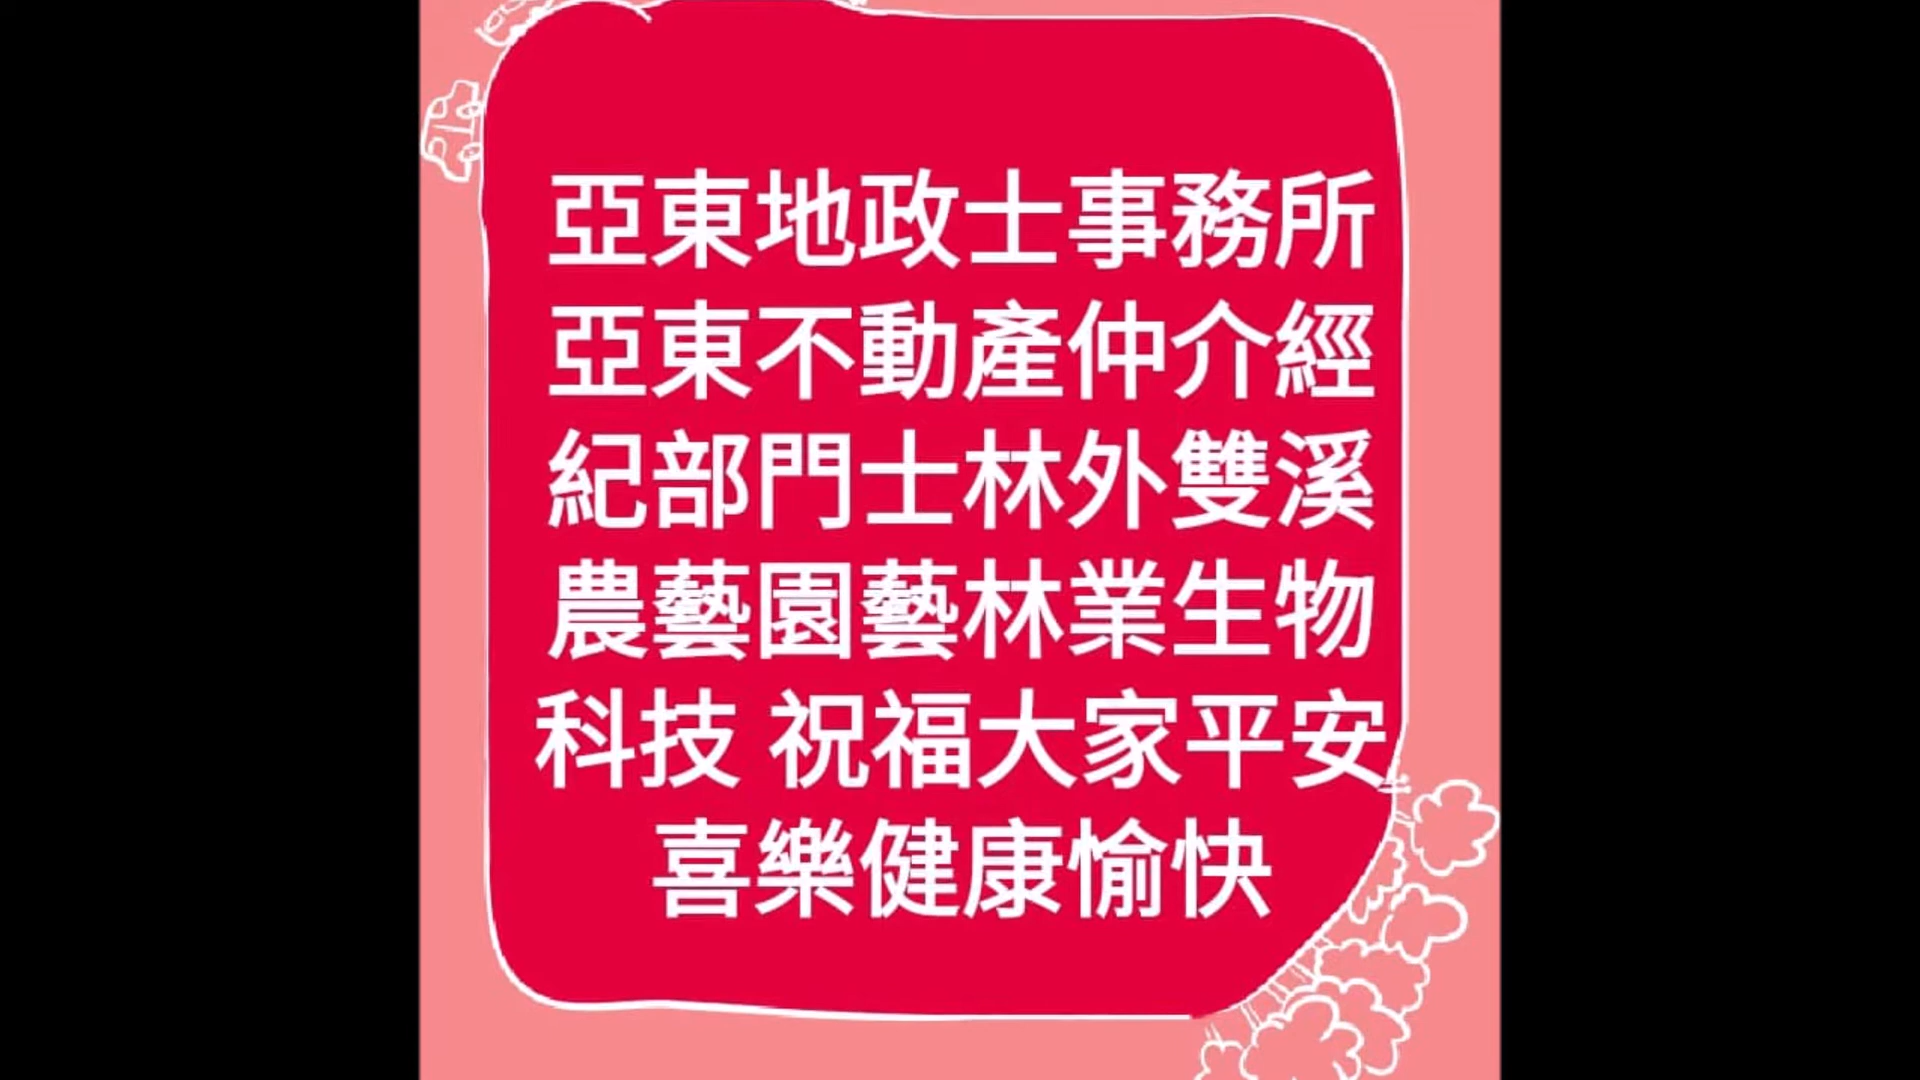 亞東地政士事務所
亞東不動產仲介經
紀部門士林外雙溪
農藝園藝林業生物
科技 祝福大家平安
喜樂健康愉快